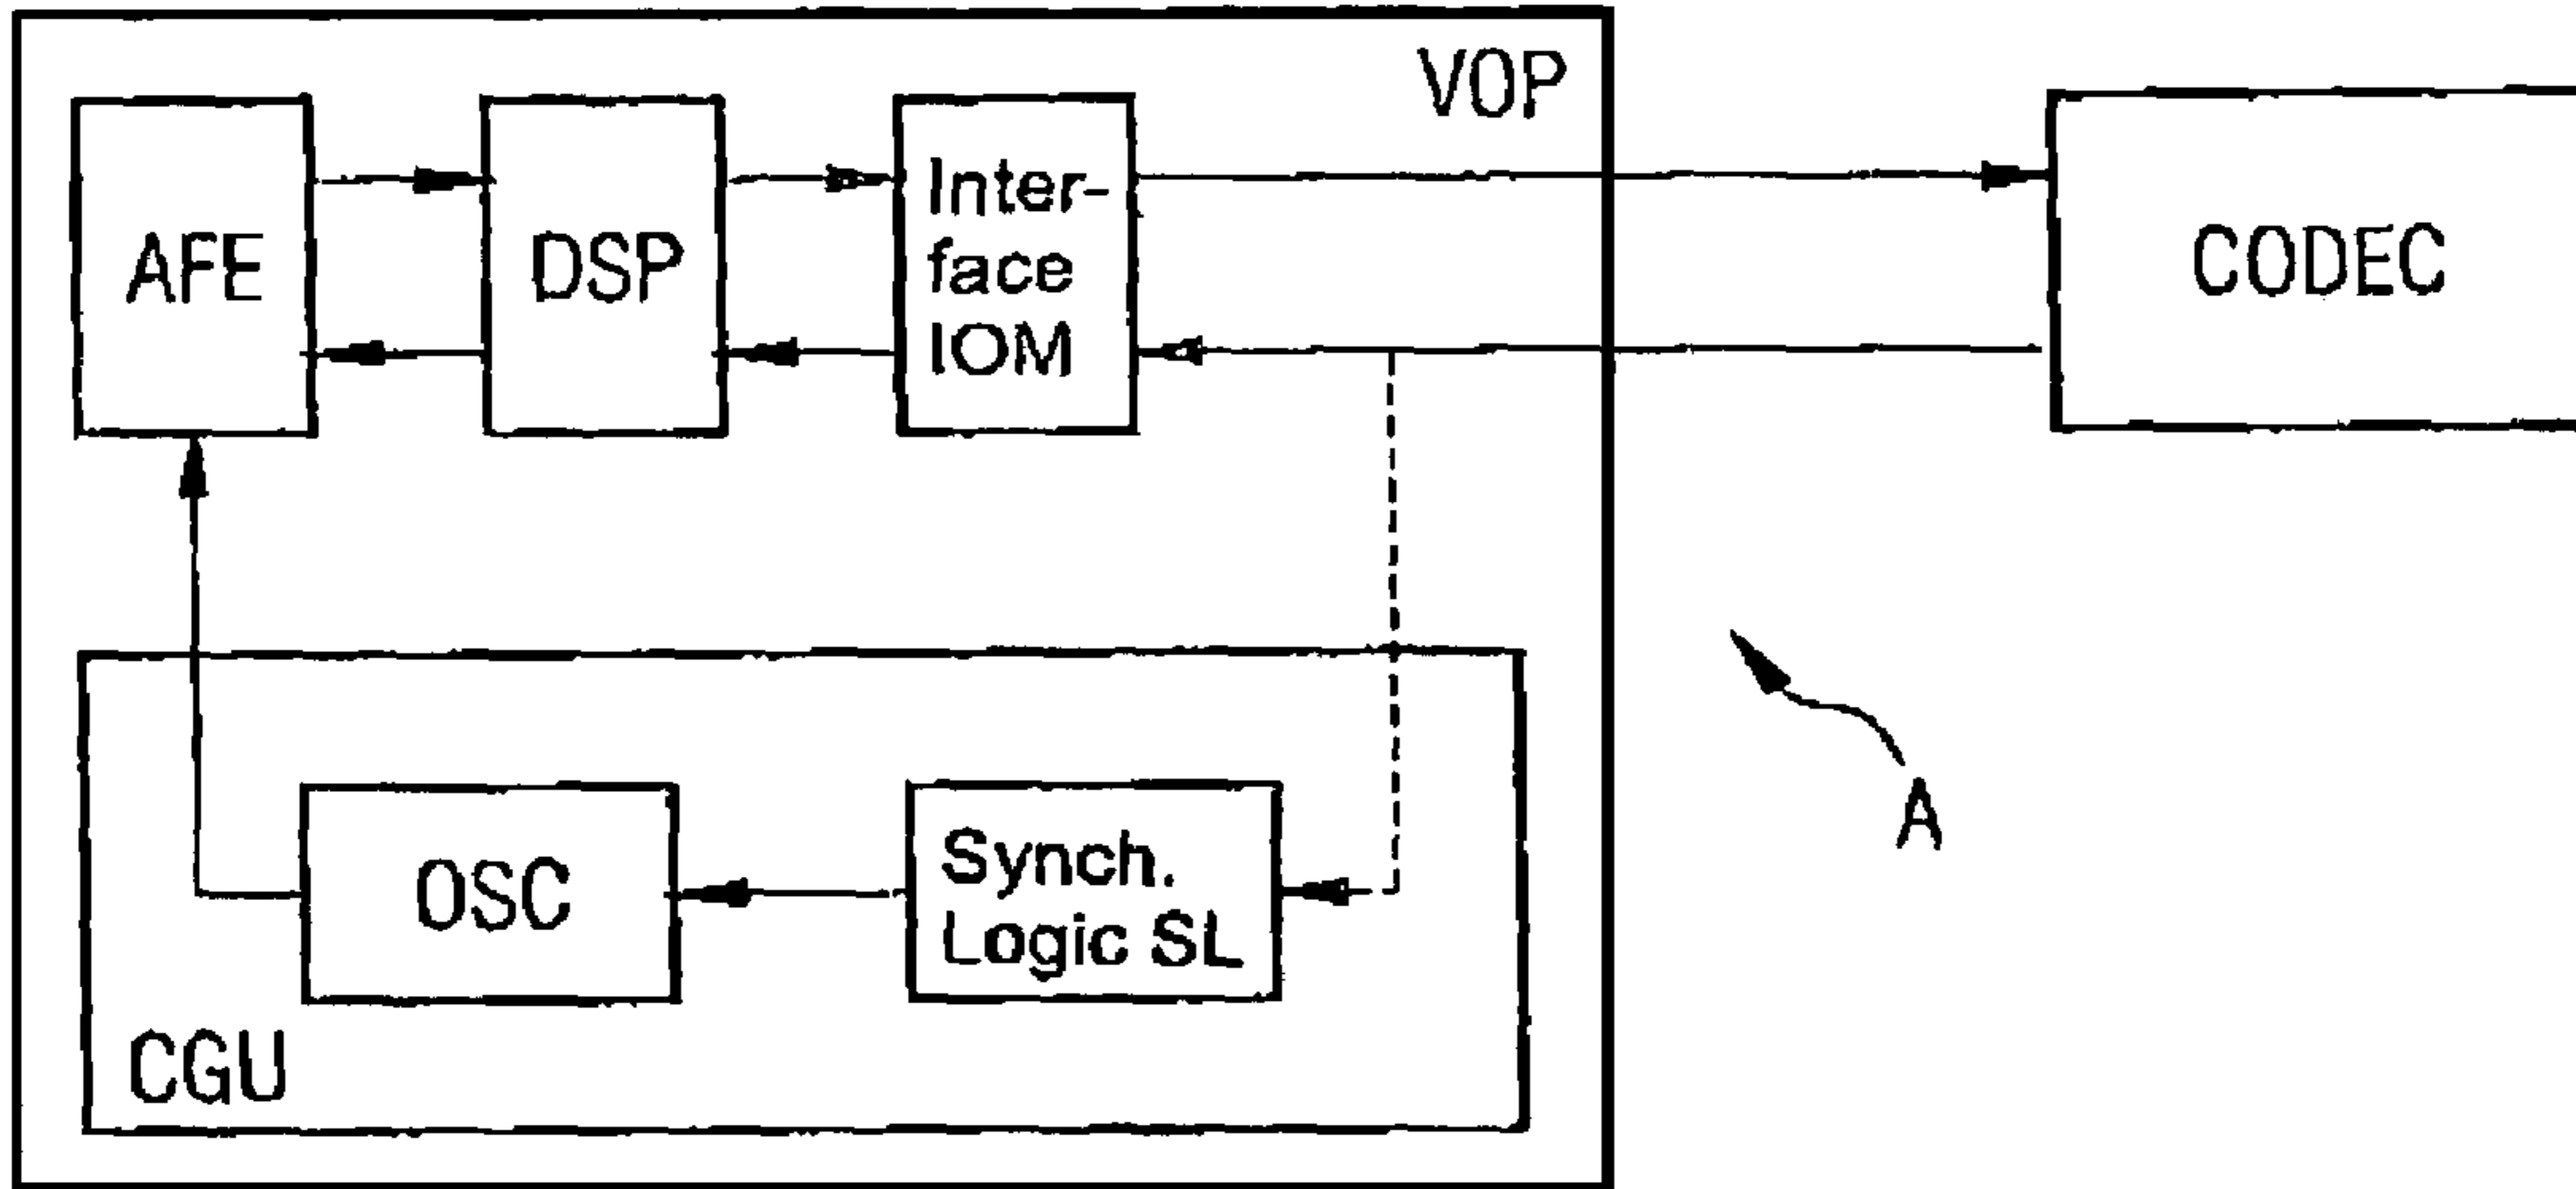 VOP
AFE
DSP
Inter-
face
IOM
CODEC
A
OSC
Synch.
Logic SL
CGU